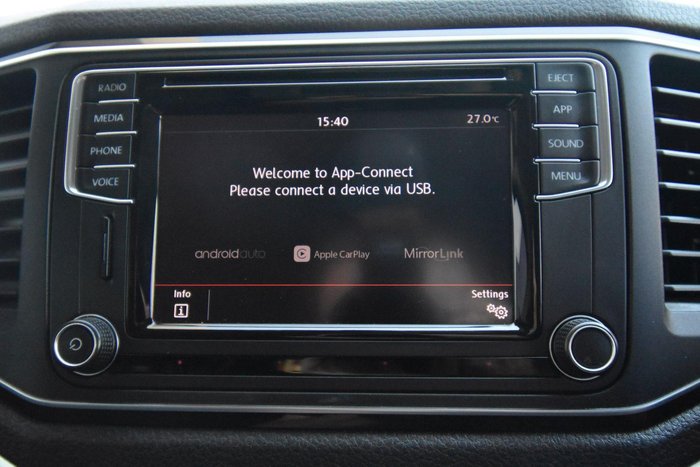 RADIO
MEDIA
PHONE
VOICE
EJECT
APP
SOUND
MENU
15:40
27.0°C
Welcome to App-Connect
Please connect a device via USB.
androidauto
Apple CarPlay
MirrorLink
Info
i
Settings